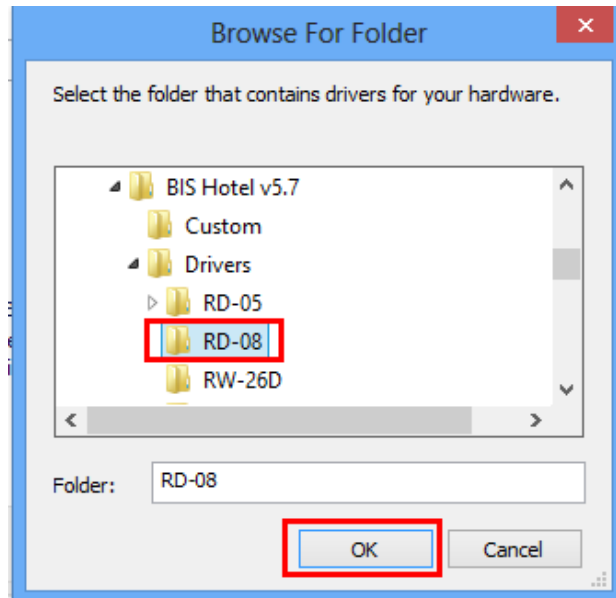 Browse For Folder
Select the folder that contains drivers for your hardware.
BIS Hotel v5.7
Custom
Drivers
RD-05
RD-08
RW-26D
Folder:
RD-08
OK
Cancel